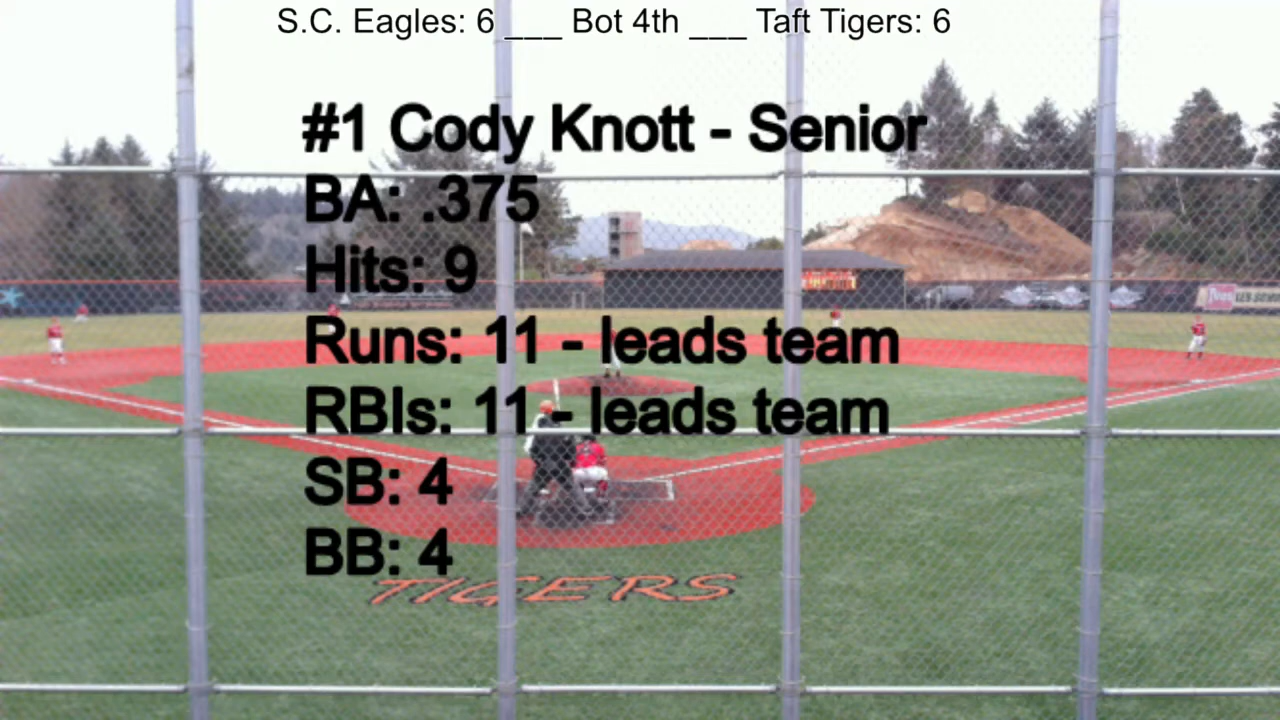 S.C. Eagles: 6 ___ Bot 4th ___ Taft Tigers: 6
#1 Cody Knott - Senior
BA: .375
Hits: 9
Runs: 11 - leads team
RBIs: 11 - leads team
SB: 4
BB: 4
TIGERS